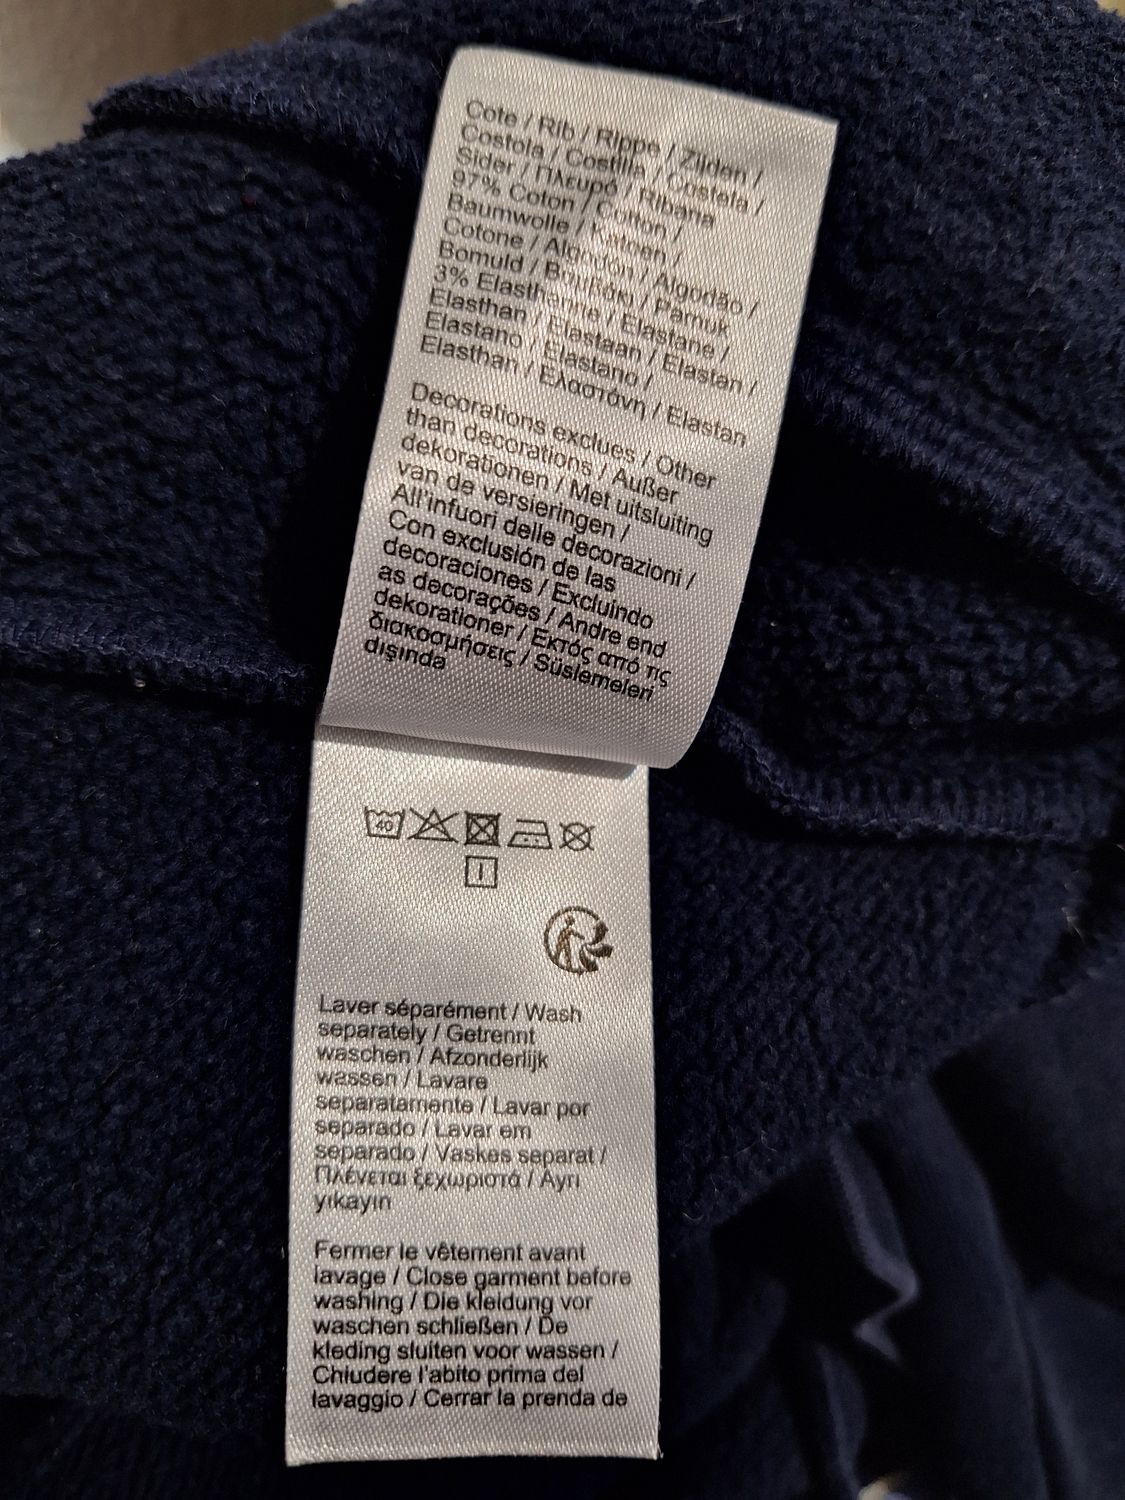 Cote / Rib / Rippe / Zijden /
Costola / Costilla / Costela /
Sider / Πλευρό / Ribana
97% Coton / Cotton /
Baumwolle / Katoen /
Cotone / Algodón / Algodão /
Bomuld / Βαμβάκι / Pamuk
3% Elasthanne / Elastane /
Elasthan / Elastaan / Elastan /
Elastano / Elastano /
Elasthan / Ελαστάνη / Elastan
Decorations exclues / Other
than decorations / Außer
dekorationen / Met uitsluiting
van de versieringen /
All'infuori delle decorazioni /
Con exclusión de las
decoraciones / Excluindo
as decorações / Andre end
dekorationer / Εκτός από τις
διακοσμήσεις / Süslemeleri
dışında
40
Laver séparément / Wash
separately / Getrennt
waschen / Afzonderlijk
wassen / Lavare
separatamente / Lavar por
separado / Lavar em
separado / Vaskes separat /
Πλένεται ξεχωριστά / Ayrı
yıkayın
Fermer le vêtement avant
lavage / Close garment before
washing / Die kleidung vor
waschen schließen / De
kleding sluiten voor wassen /
Chiudere l'abito prima del
lavaggio / Cerrar la prenda de